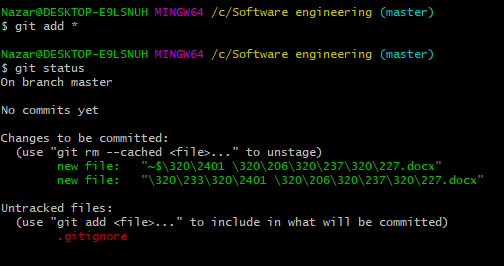 Nazar@DESKTOP-E9LSNUH MINGW64 /c/Software engineering (master)
$ git add *
Nazar@DESKTOP-E9LSNUH MINGW64 /c/Software engineering (master)
$ git status
On branch master
No commits yet
Changes to be committed:
(use "git rm --cached <file>..." to unstage)
new file: "~$\320\2401 \320\206\320\237\320\227.docx"
new file: "\320\233\320\2401 \320\206\320\237\320\227.docx"
Untracked files:
(use "git add <file>..." to include in what will be committed)
.gitignore